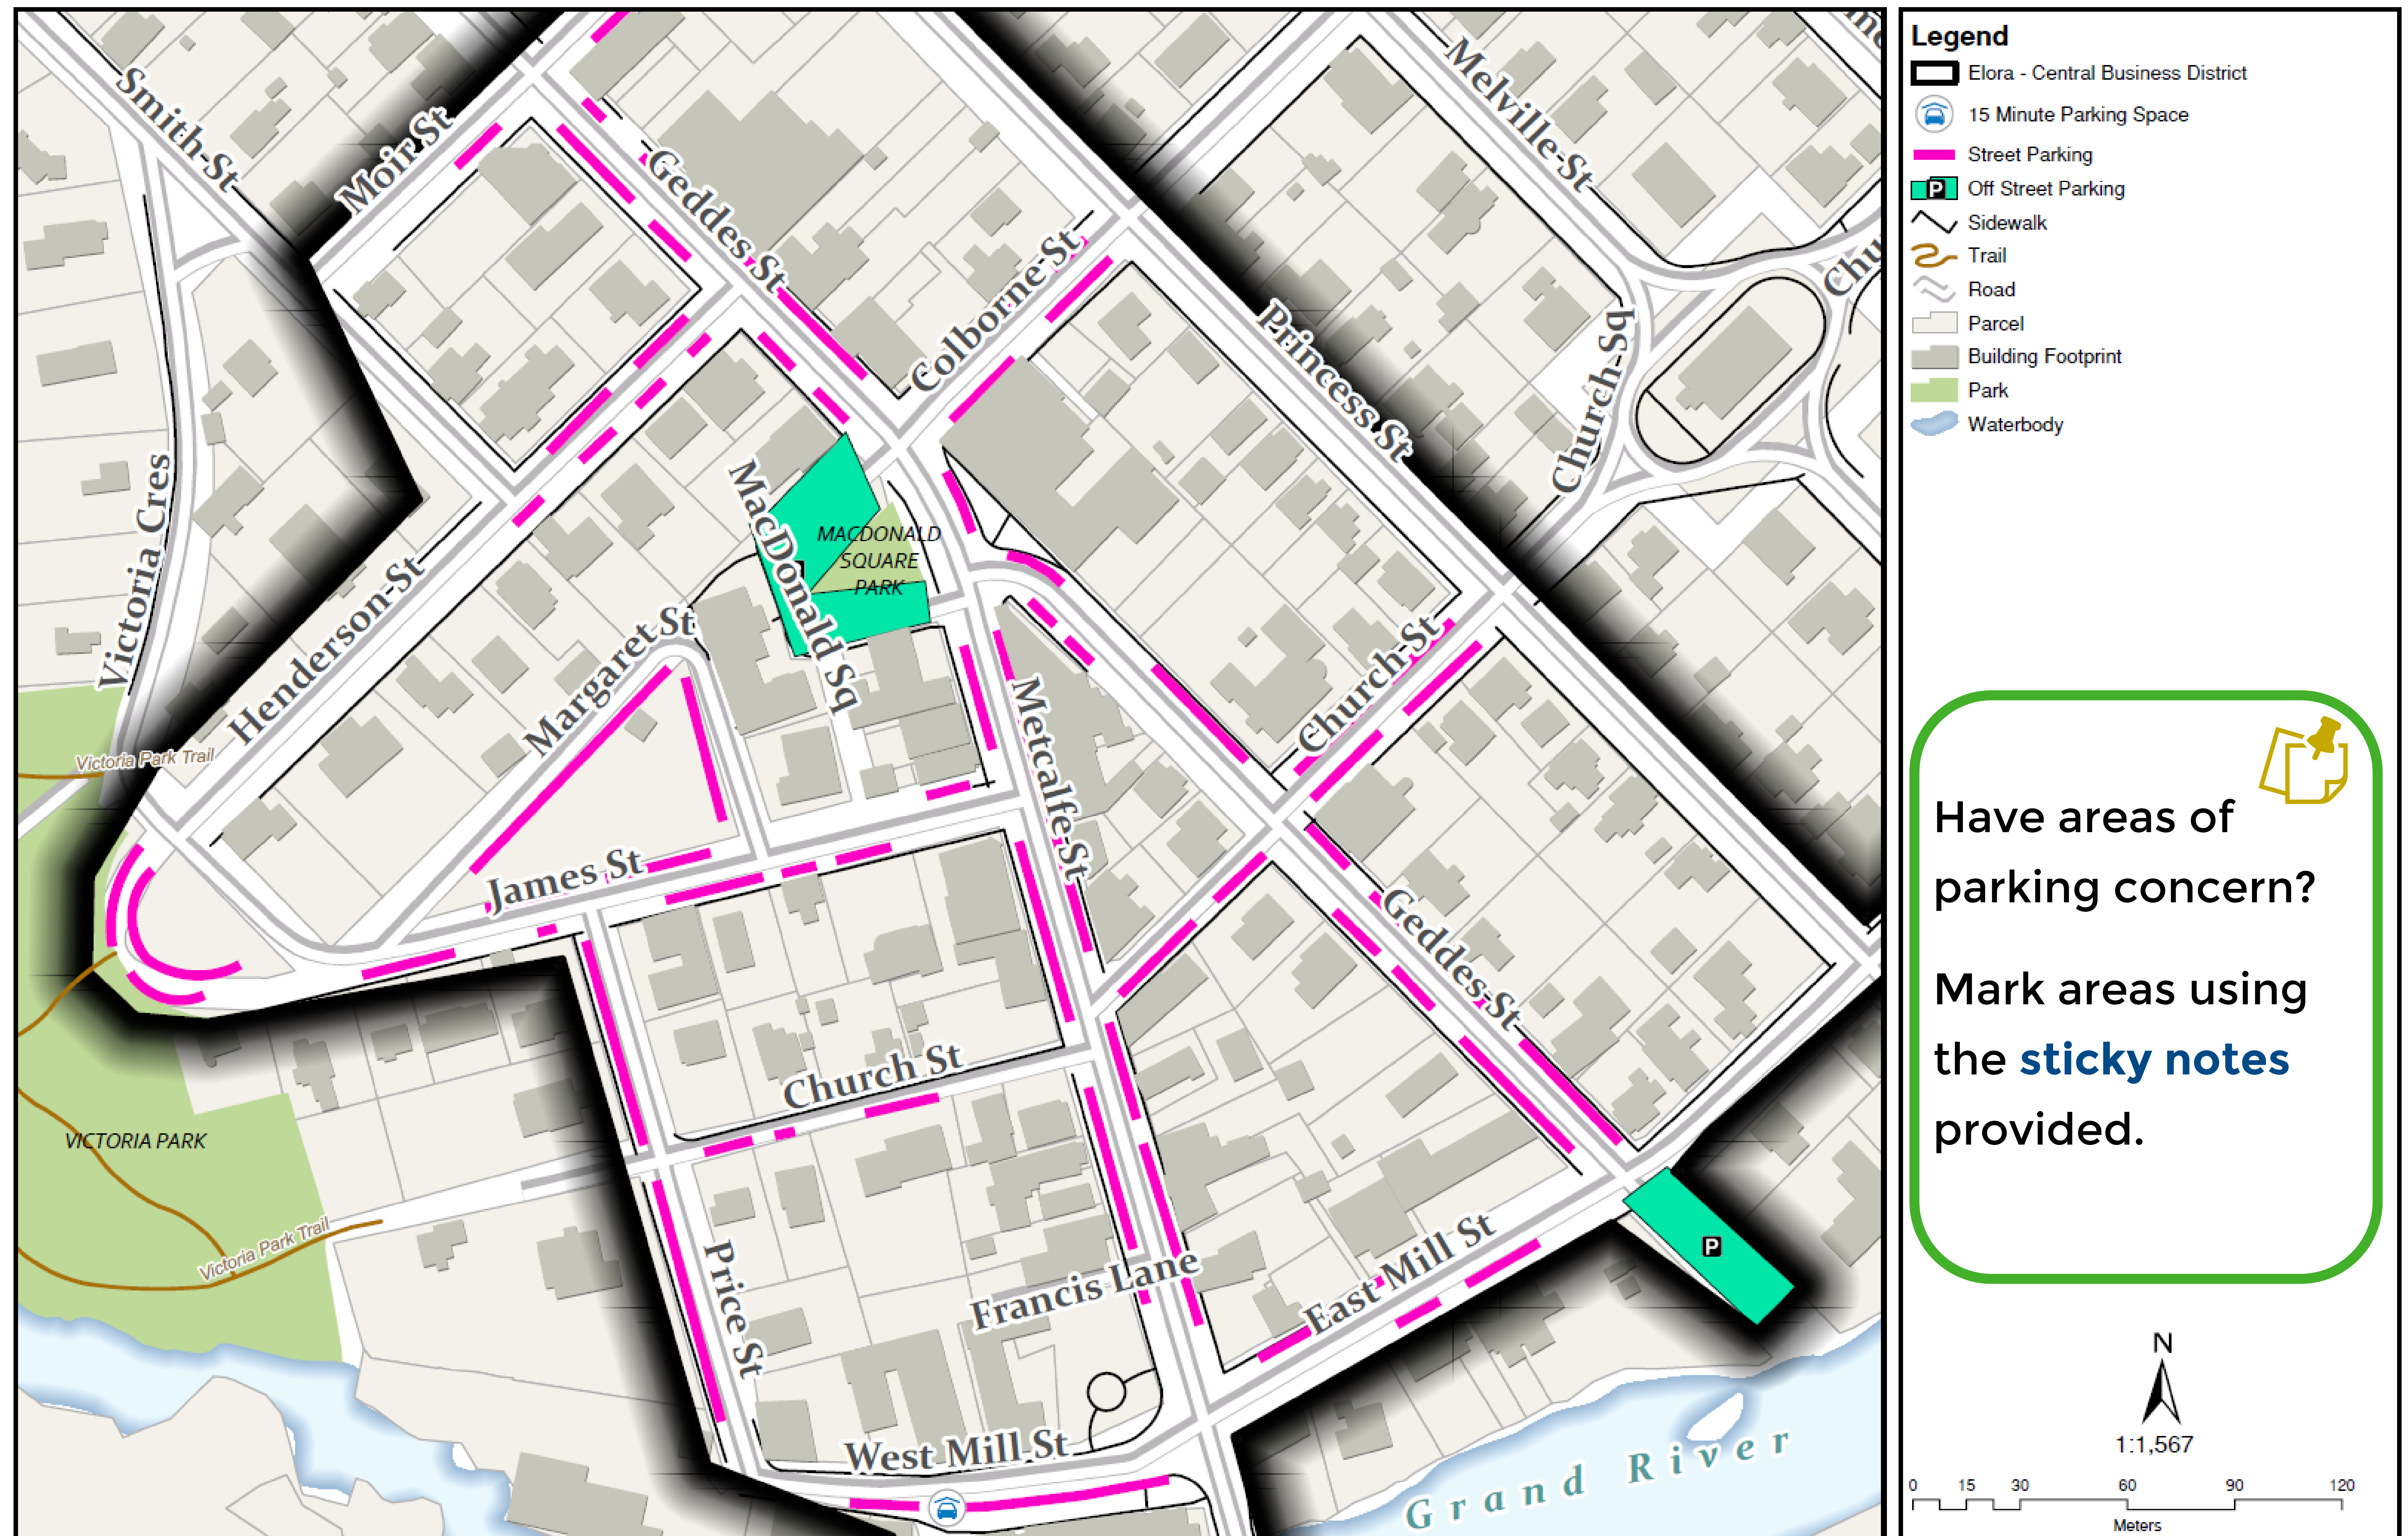 Smith St
Moir St
Geddes St
Colborne St
Melville St
Princess St
Church Sq
Victoria Cres
Henderson St
MacDonald Sq
MACDONALD
SQUARE
PARK
Margaret St
Metcalfe St
Church St
Victoria Park Trail
James St
Geddes St
Church St
VICTORIA PARK
Victoria Park Trail
Price St
Francis Lane
East Mill St
P
West Mill St
Grand River
Legend
Elora - Central Business District
15 Minute Parking Space
Street Parking
P Off Street Parking
Sidewalk
Trail
Road
Parcel
Building Footprint
Park
Waterbody
Have areas of
parking concern?
Mark areas using
the sticky notes
provided.
N
1:1,567
0 15 30 60 90 120
Meters